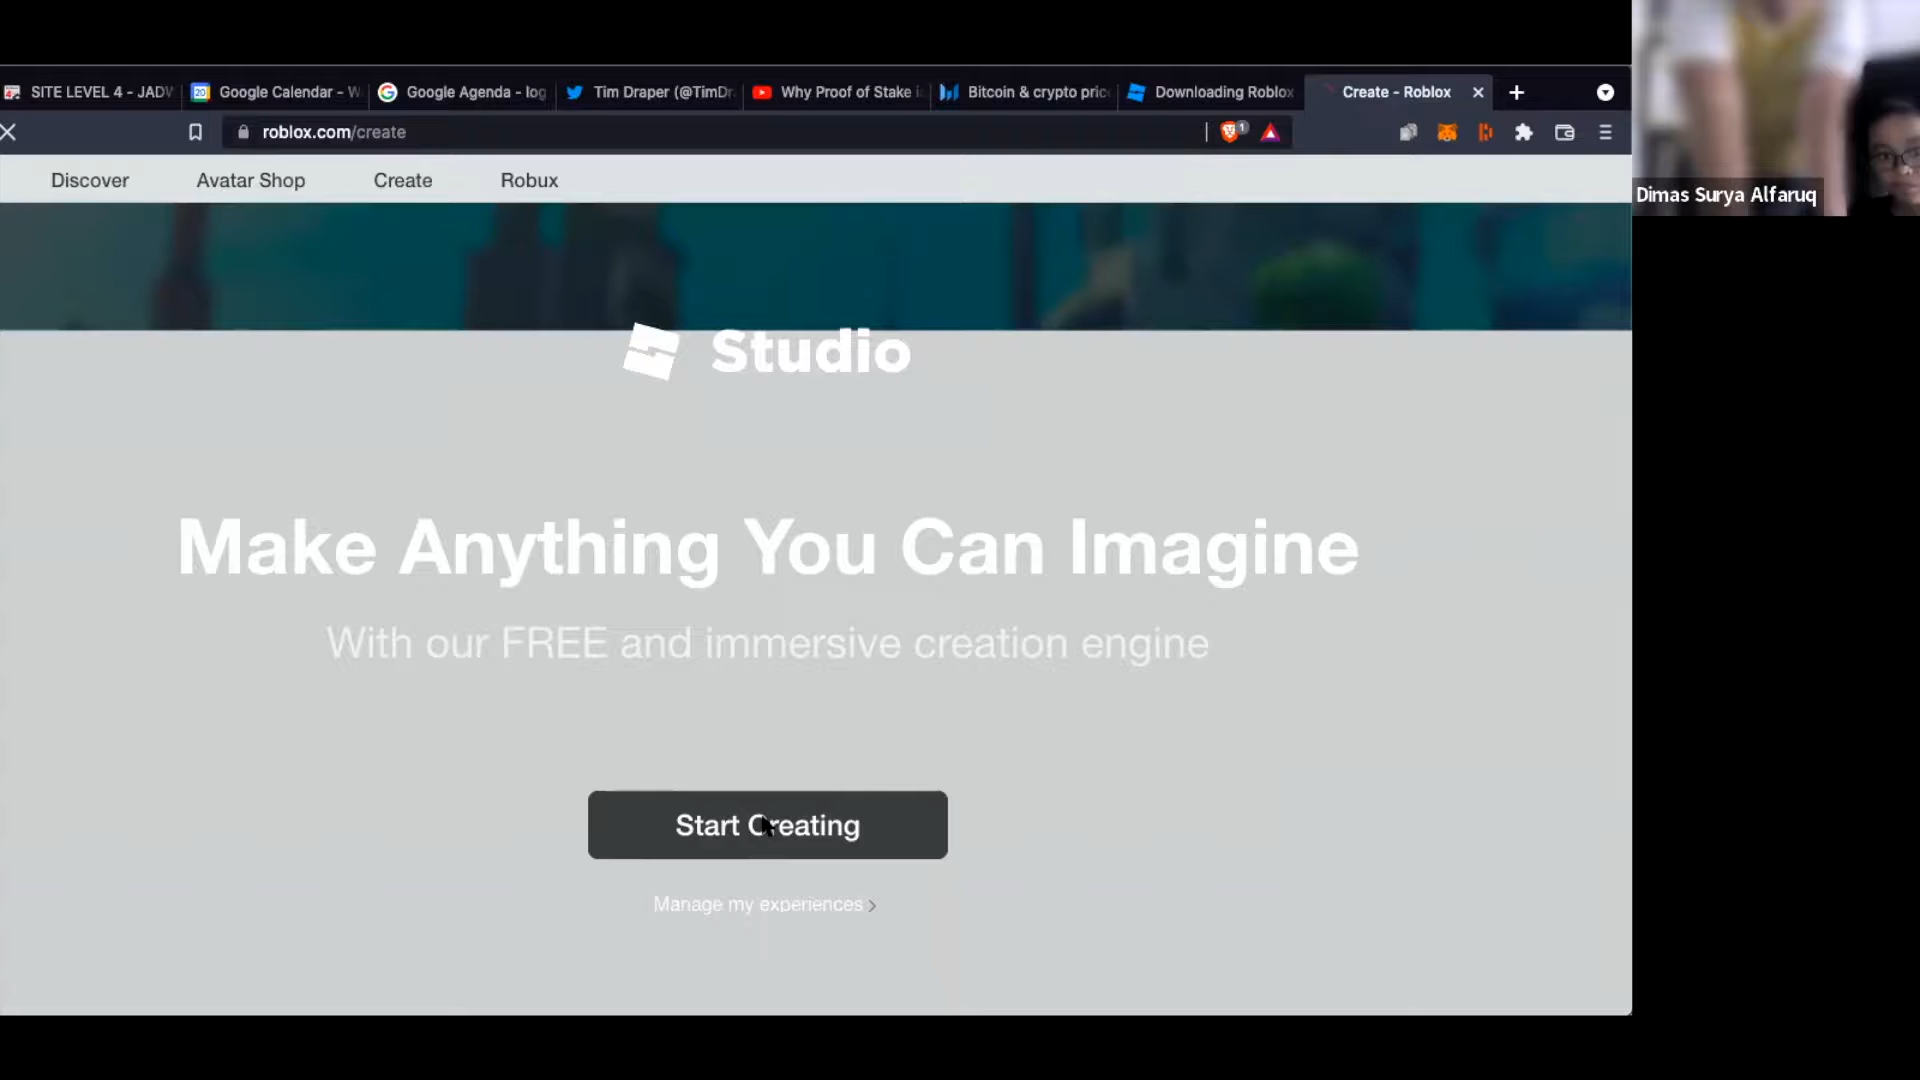 SITE LEVEL 4 - JADW
Google Calendar - W
Google Agenda - log
Tim Draper (@TimDr
Why Proof of Stake i
Bitcoin & crypto pric
Downloading Roblox
Create - Roblox
roblox.com/create
1
Discover
Avatar Shop
Create
Robux
Dimas Surya Alfaruq
Studio
Make Anything You Can Imagine
With our FREE and immersive creation engine
Start Creating
Manage my experiences